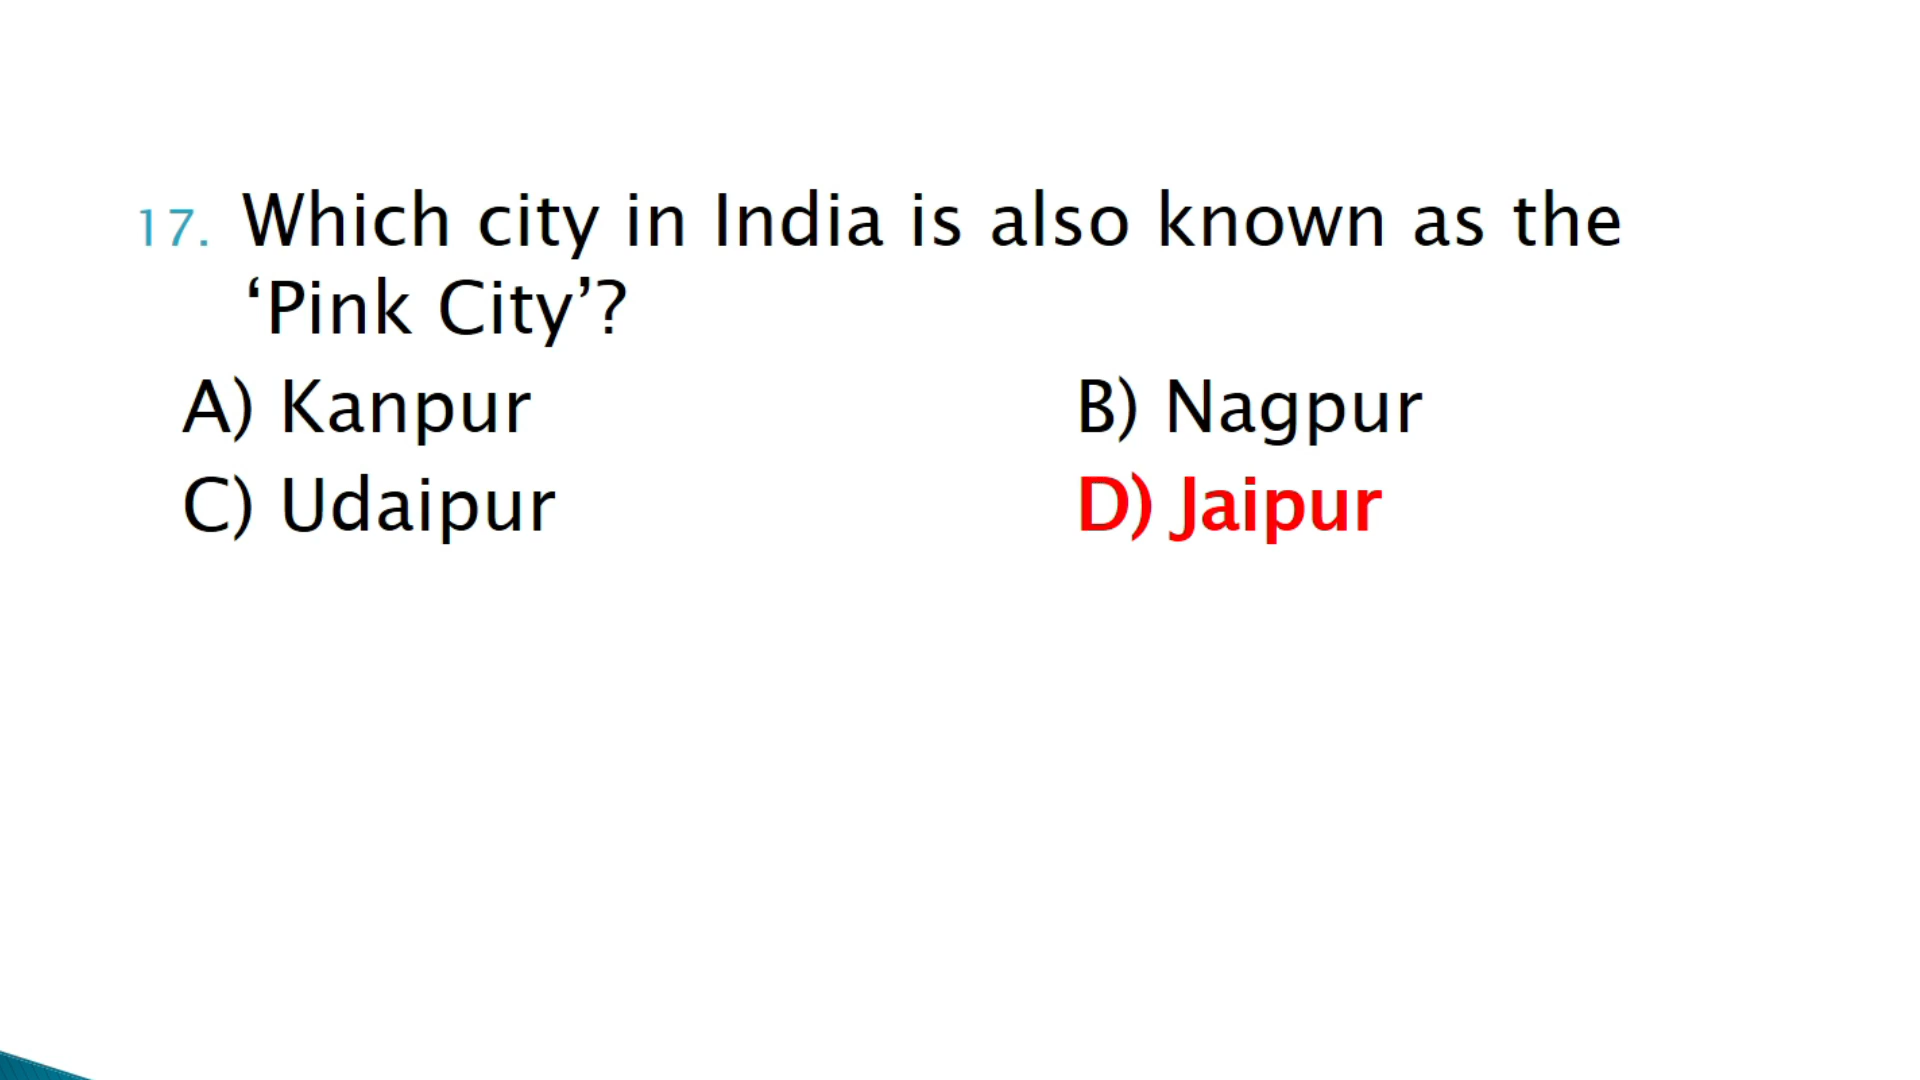 17. Which city in India is also known as the
‘Pink City’?
A) Kanpur B) Nagpur
C) Udaipur D) Jaipur